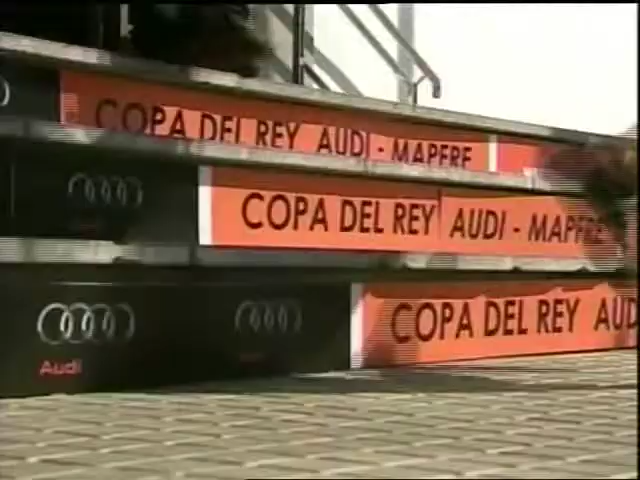 COPA DEL REY AUDI - MAPFRE
COPA DEL REY AUDI - MAPFRE
Audi
COPA DEL REY AUD